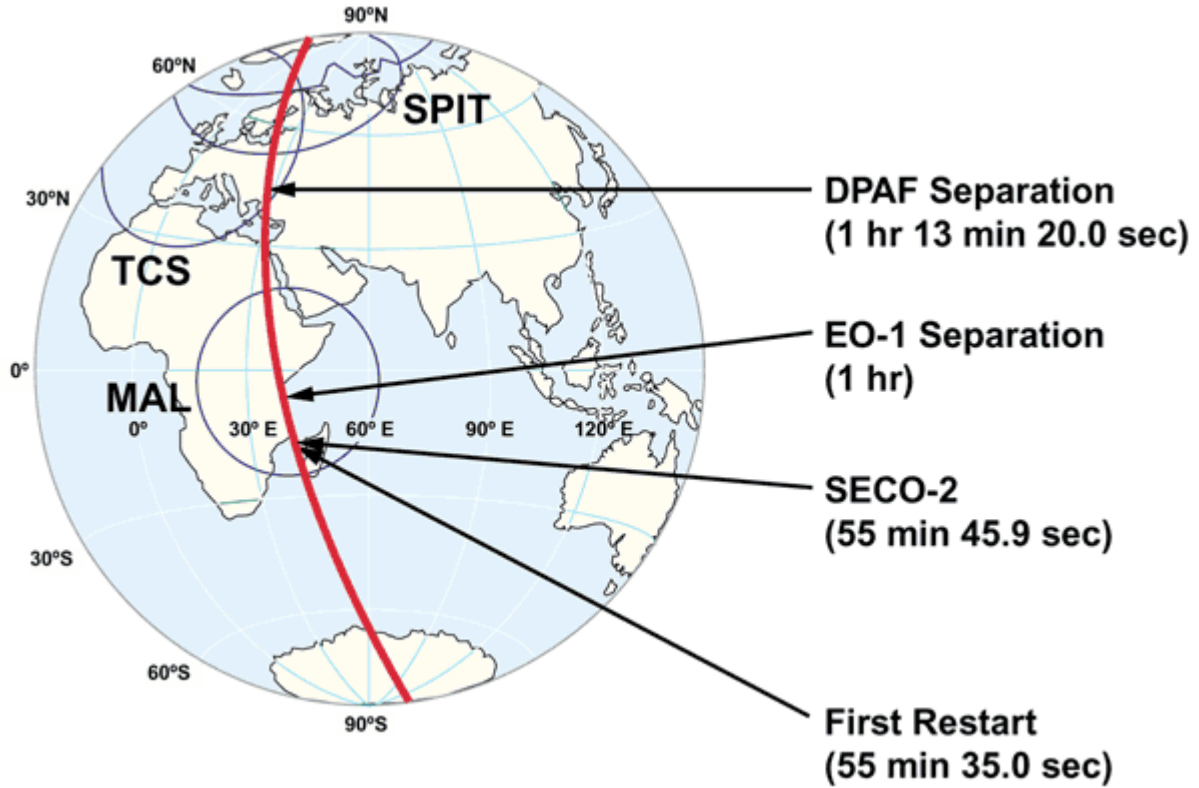 90ºN
60ºN
SPIT
30ºN
DPAF Separation
(1 hr 13 min 20.0 sec)
TCS
EO-1 Separation
(1 hr)
0º
MAL
0º 30º E 60º E 90º E 120º E
SECO-2
(55 min 45.9 sec)
30ºS
60ºS
90ºS
First Restart
(55 min 35.0 sec)